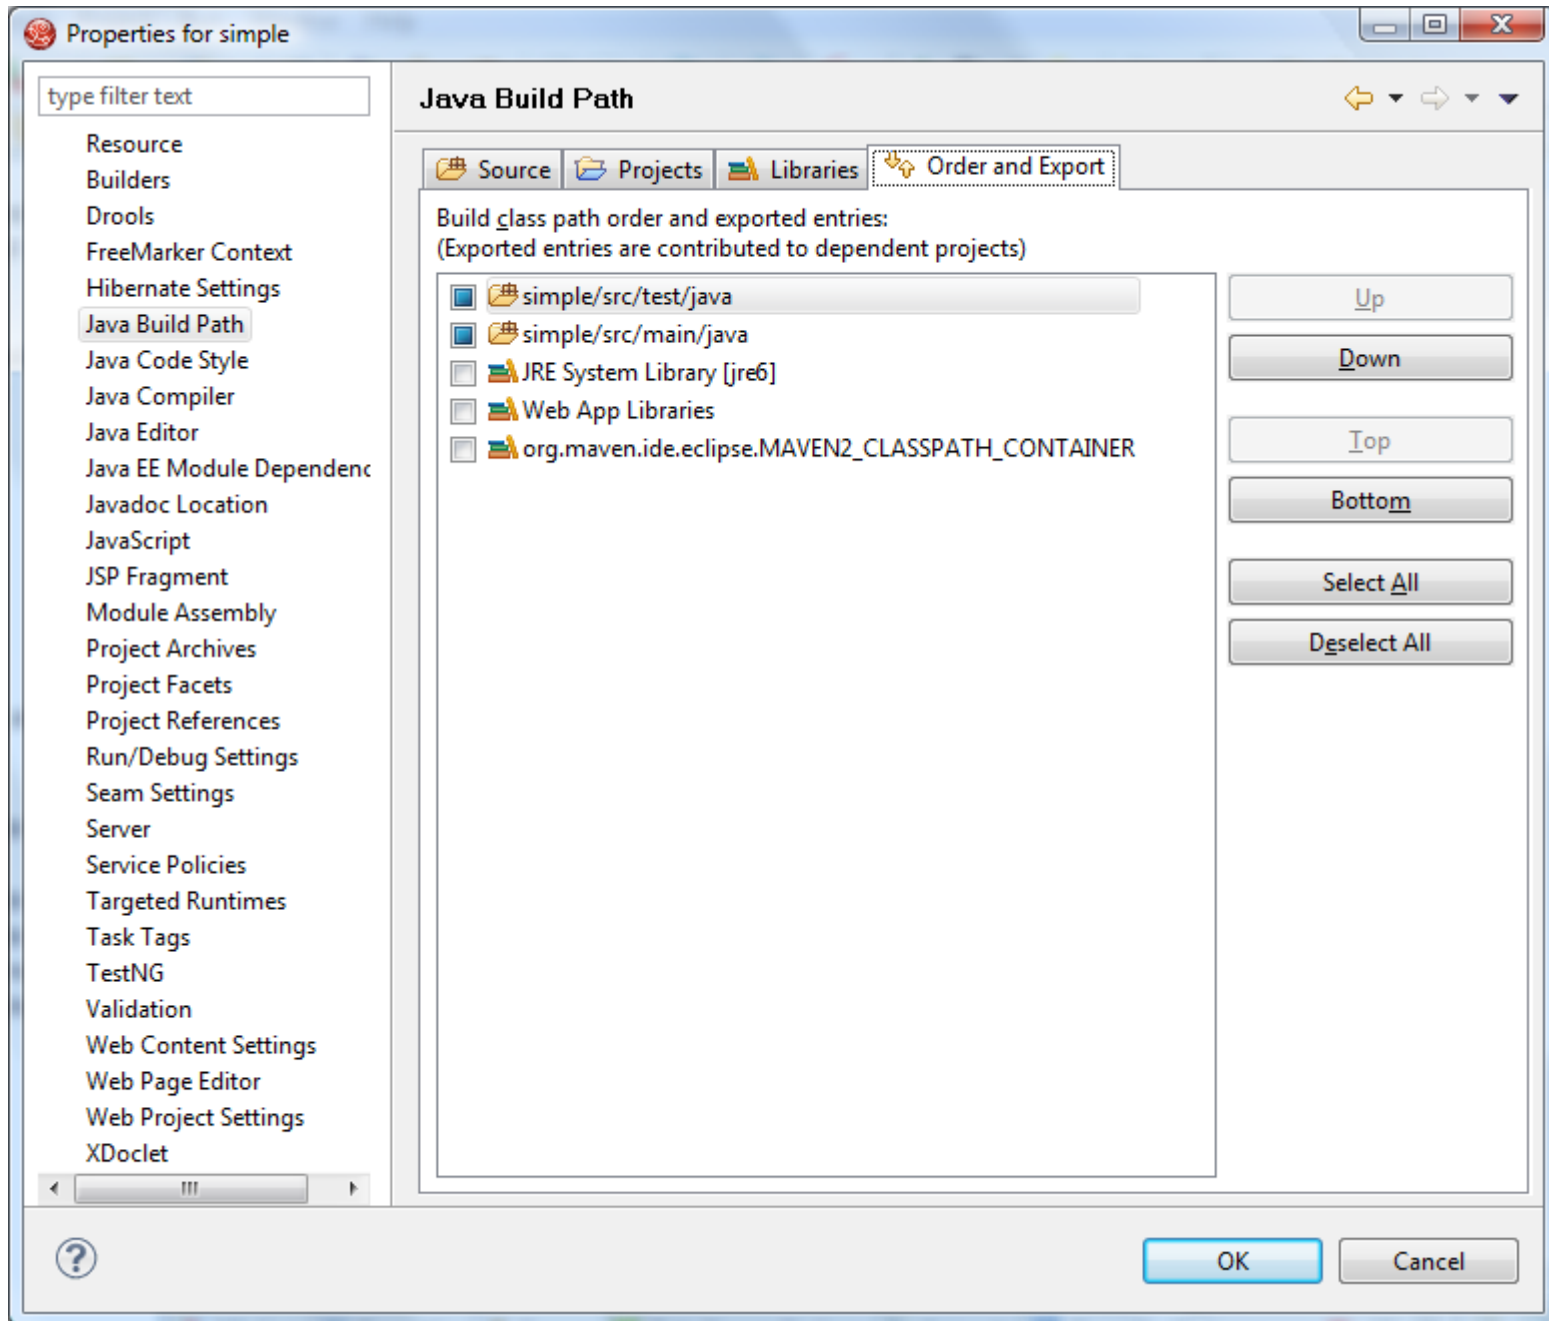 Properties for simple
type filter text
Resource
Builders
Drools
FreeMarker Context
Hibernate Settings
Java Build Path
Java Code Style
Java Compiler
Java Editor
Java EE Module Dependenc
Javadoc Location
JavaScript
JSP Fragment
Module Assembly
Project Archives
Project Facets
Project References
Run/Debug Settings
Seam Settings
Server
Service Policies
Targeted Runtimes
Task Tags
TestNG
Validation
Web Content Settings
Web Page Editor
Web Project Settings
XDoclet
Java Build Path
Source Projects Libraries Order and Export
Build class path order and exported entries:
(Exported entries are contributed to dependent projects)
simple/src/test/java
simple/src/main/java
JRE System Library [jre6]
Web App Libraries
org.maven.ide.eclipse.MAVEN2_CLASSPATH_CONTAINER
Up
Down
Top
Bottom
Select All
Deselect All
OK Cancel